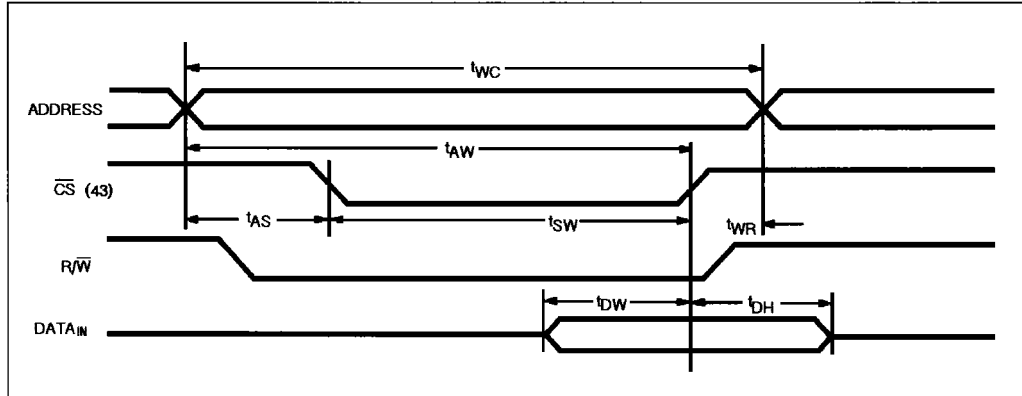 tWC
ADDRESS
tAW
CS (43)
tAS
tSW
tWR
R/W
tDW
tDH
DATAIN